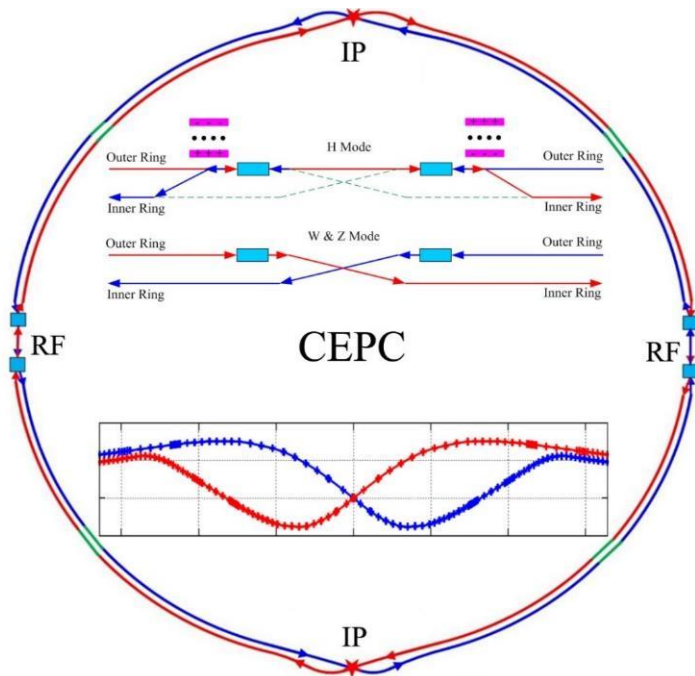 IP
H Mode
Outer Ring
Outer Ring
Inner Ring
Inner Ring
W & Z Mode
Outer Ring
Outer Ring
Inner Ring
Inner Ring
RF
CEPC
RF
IP